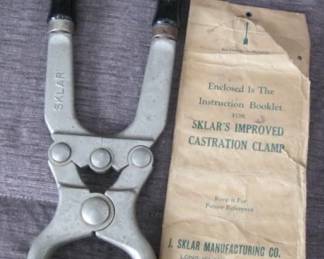 SKLAR
Enclosed Is The
Instruction Booklet
FOR
SKLAR'S IMPROVED
CASTRATION CLAMP
Keep it For
Future Reference
J. SKLAR MANUFACTURING CO.